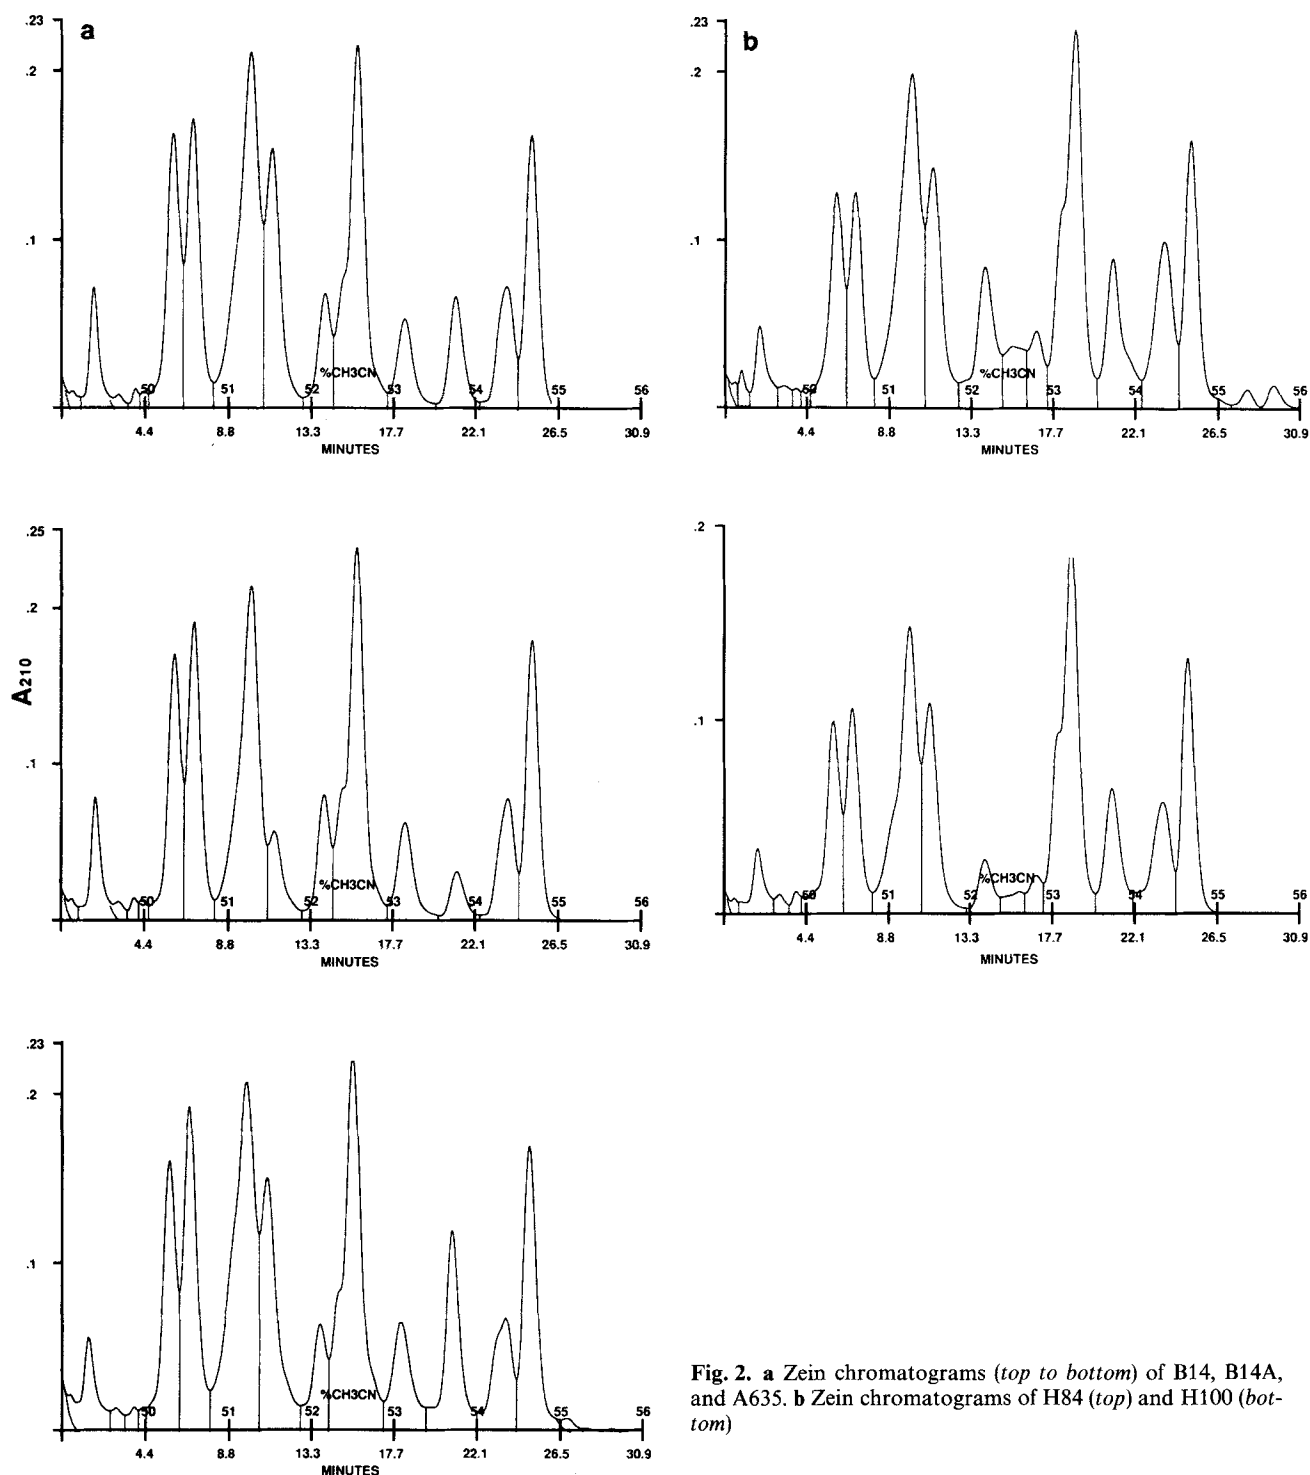 a
.23
.2
.1
%CH3CN
50 51 52 53 54 55 56
4.4 8.8 13.3 17.7 22.1 26.5 30.9
MINUTES
b
.23
.2
.1
%CH3CN
50 51 52 53 54 55 56
4.4 8.8 13.3 17.7 22.1 26.5 30.9
MINUTES
A210
.25
.2
.1
%CH3CN
50 51 52 53 54 55 56
4.4 8.8 13.3 17.7 22.1 26.5 30.9
MINUTES
.2
.1
%CH3CN
50 51 52 53 54 55 56
4.4 8.8 13.3 17.7 22.1 26.5 30.9
MINUTES
.23
.2
.1
%CH3CN
50 51 52 53 54 55 56
4.4 8.8 13.3 17.7 22.1 26.5 30.9
MINUTES
Fig. 2. a Zein chromatograms (top to bottom) of B14, B14A,
and A635. b Zein chromatograms of H84 (top) and H100 (bot-
tom)